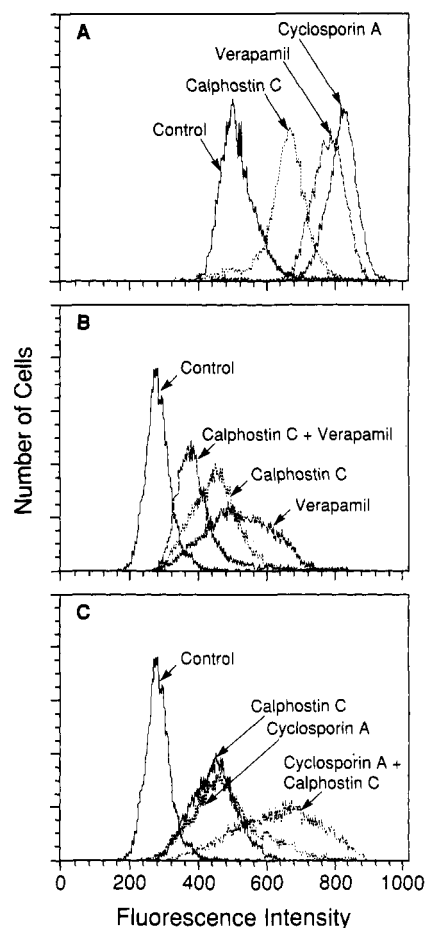 A
Cyclosporin A
Verapamil
Calphostin C
Control
B
Control
Calphostin C + Verapamil
Calphostin C
Verapamil
Number of Cells
C
Control
Calphostin C
Cyclosporin A
Cyclosporin A +
Calphostin C
0 200 400 600 800 1000
Fluorescence Intensity